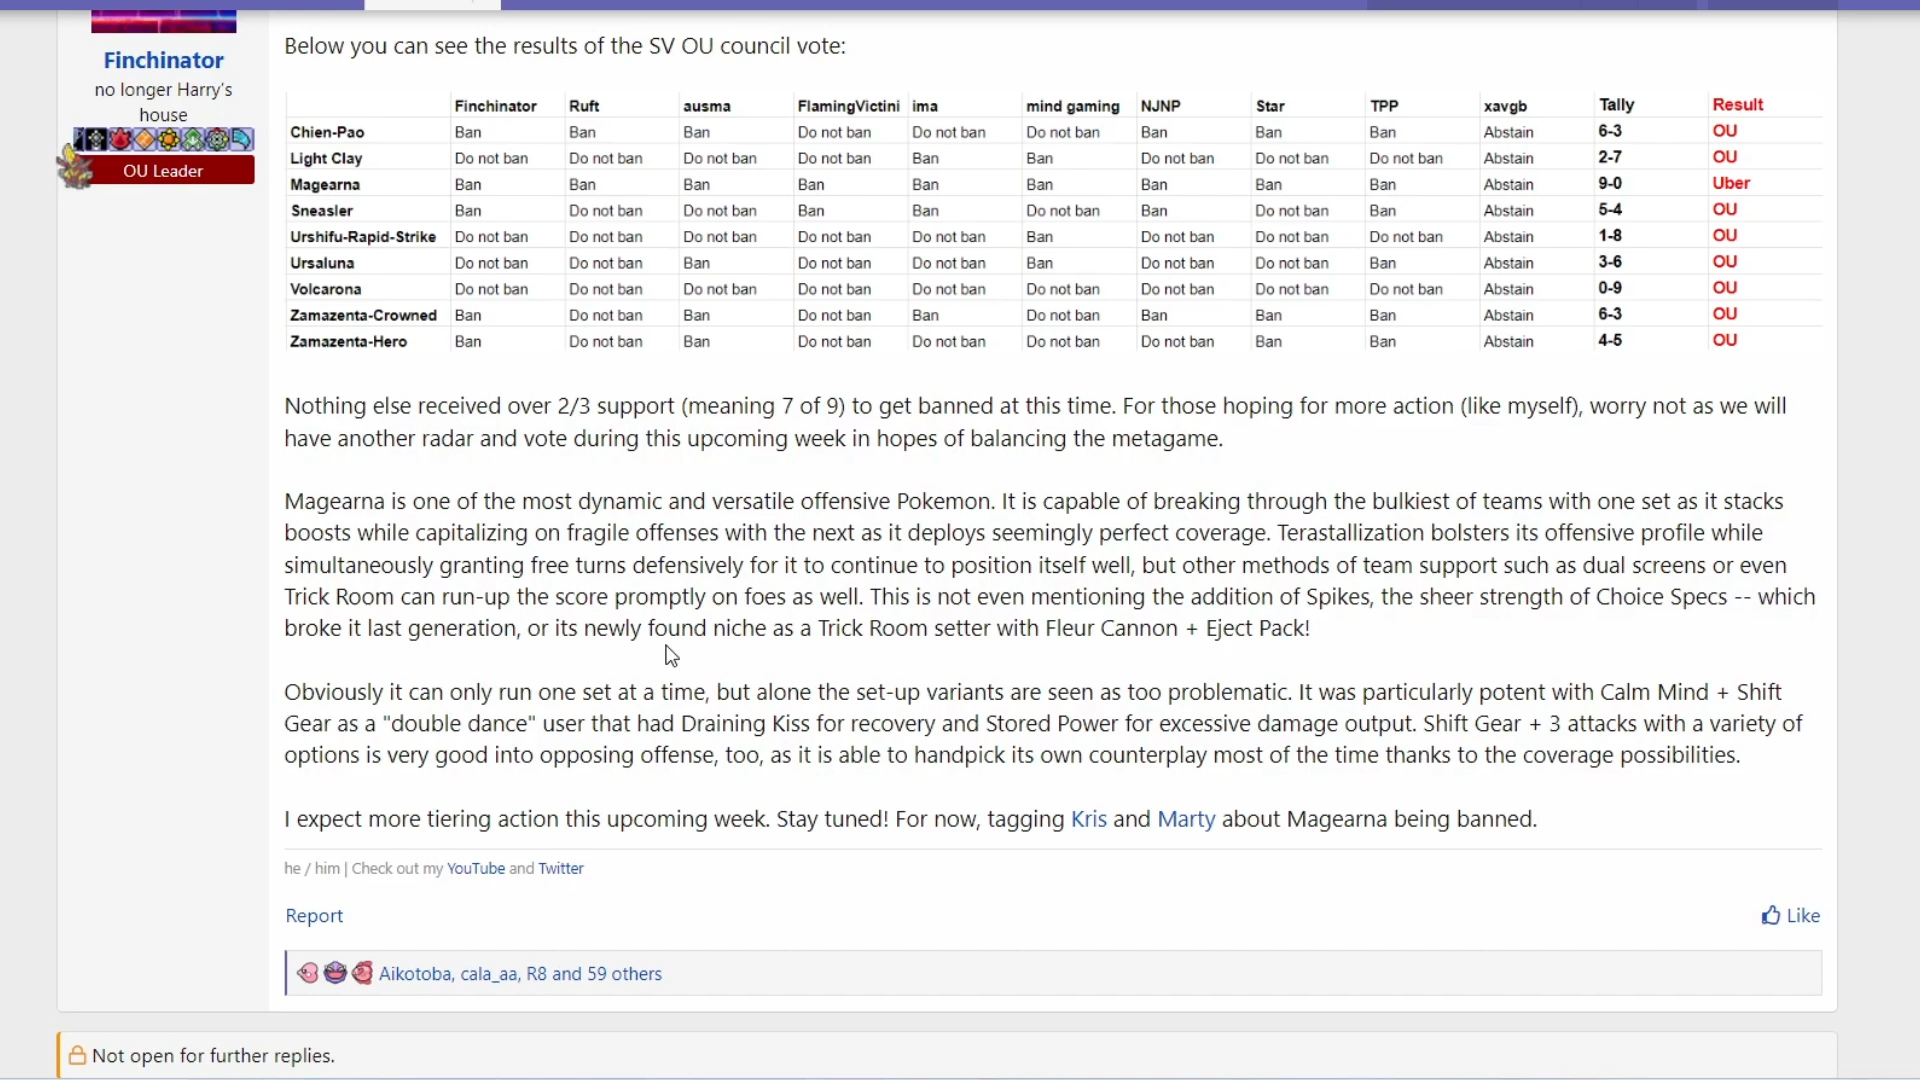 Finchinator
no longer Harry's
house
OU Leader
Below you can see the results of the SV OU council vote:
Finchinator Ruft ausma FlamingVictini ima mind gaming NJNP Star TPP xavgb Tally Result
Chien-Pao Ban Ban Ban Do not ban Do not ban Do not ban Ban Ban Ban Abstain 6-3 OU
Light Clay Do not ban Do not ban Do not ban Do not ban Ban Ban Do not ban Do not ban Do not ban Abstain 2-7 OU
Magearna Ban Ban Ban Ban Ban Ban Ban Ban Ban Abstain 9-0 Uber
Sneasler Ban Do not ban Do not ban Ban Ban Do not ban Ban Do not ban Ban Abstain 5-4 OU
Urshifu-Rapid-Strike Do not ban Do not ban Do not ban Do not ban Do not ban Ban Do not ban Do not ban Do not ban Abstain 1-8 OU
Ursaluna Do not ban Do not ban Ban Do not ban Do not ban Ban Do not ban Do not ban Ban Abstain 3-6 OU
Volcarona Do not ban Do not ban Do not ban Do not ban Do not ban Do not ban Do not ban Do not ban Do not ban Abstain 0-9 OU
Zamazenta-Crowned Ban Do not ban Ban Do not ban Ban Do not ban Ban Ban Ban Abstain 6-3 OU
Zamazenta-Hero Ban Do not ban Ban Do not ban Do not ban Do not ban Do not ban Ban Ban Abstain 4-5 OU
Nothing else received over 2/3 support (meaning 7 of 9) to get banned at this time. For those hoping for more action (like myself), worry not as we will
have another radar and vote during this upcoming week in hopes of balancing the metagame.
Magearna is one of the most dynamic and versatile offensive Pokemon. It is capable of breaking through the bulkiest of teams with one set as it stacks
boosts while capitalizing on fragile offenses with the next as it deploys seemingly perfect coverage. Terastallization bolsters its offensive profile while
simultaneously granting free turns defensively for it to continue to position itself well, but other methods of team support such as dual screens or even
Trick Room can run-up the score promptly on foes as well. This is not even mentioning the addition of Spikes, the sheer strength of Choice Specs -- which
broke it last generation, or its newly found niche as a Trick Room setter with Fleur Cannon + Eject Pack!
Obviously it can only run one set at a time, but alone the set-up variants are seen as too problematic. It was particularly potent with Calm Mind + Shift
Gear as a "double dance" user that had Draining Kiss for recovery and Stored Power for excessive damage output. Shift Gear + 3 attacks with a variety of
options is very good into opposing offense, too, as it is able to handpick its own counterplay most of the time thanks to the coverage possibilities.
I expect more tiering action this upcoming week. Stay tuned! For now, tagging Kris and Marty about Magearna being banned.
he / him | Check out my YouTube and Twitter
Report
Like
Aikotoba, cala_aa, R8 and 59 others
Not open for further replies.